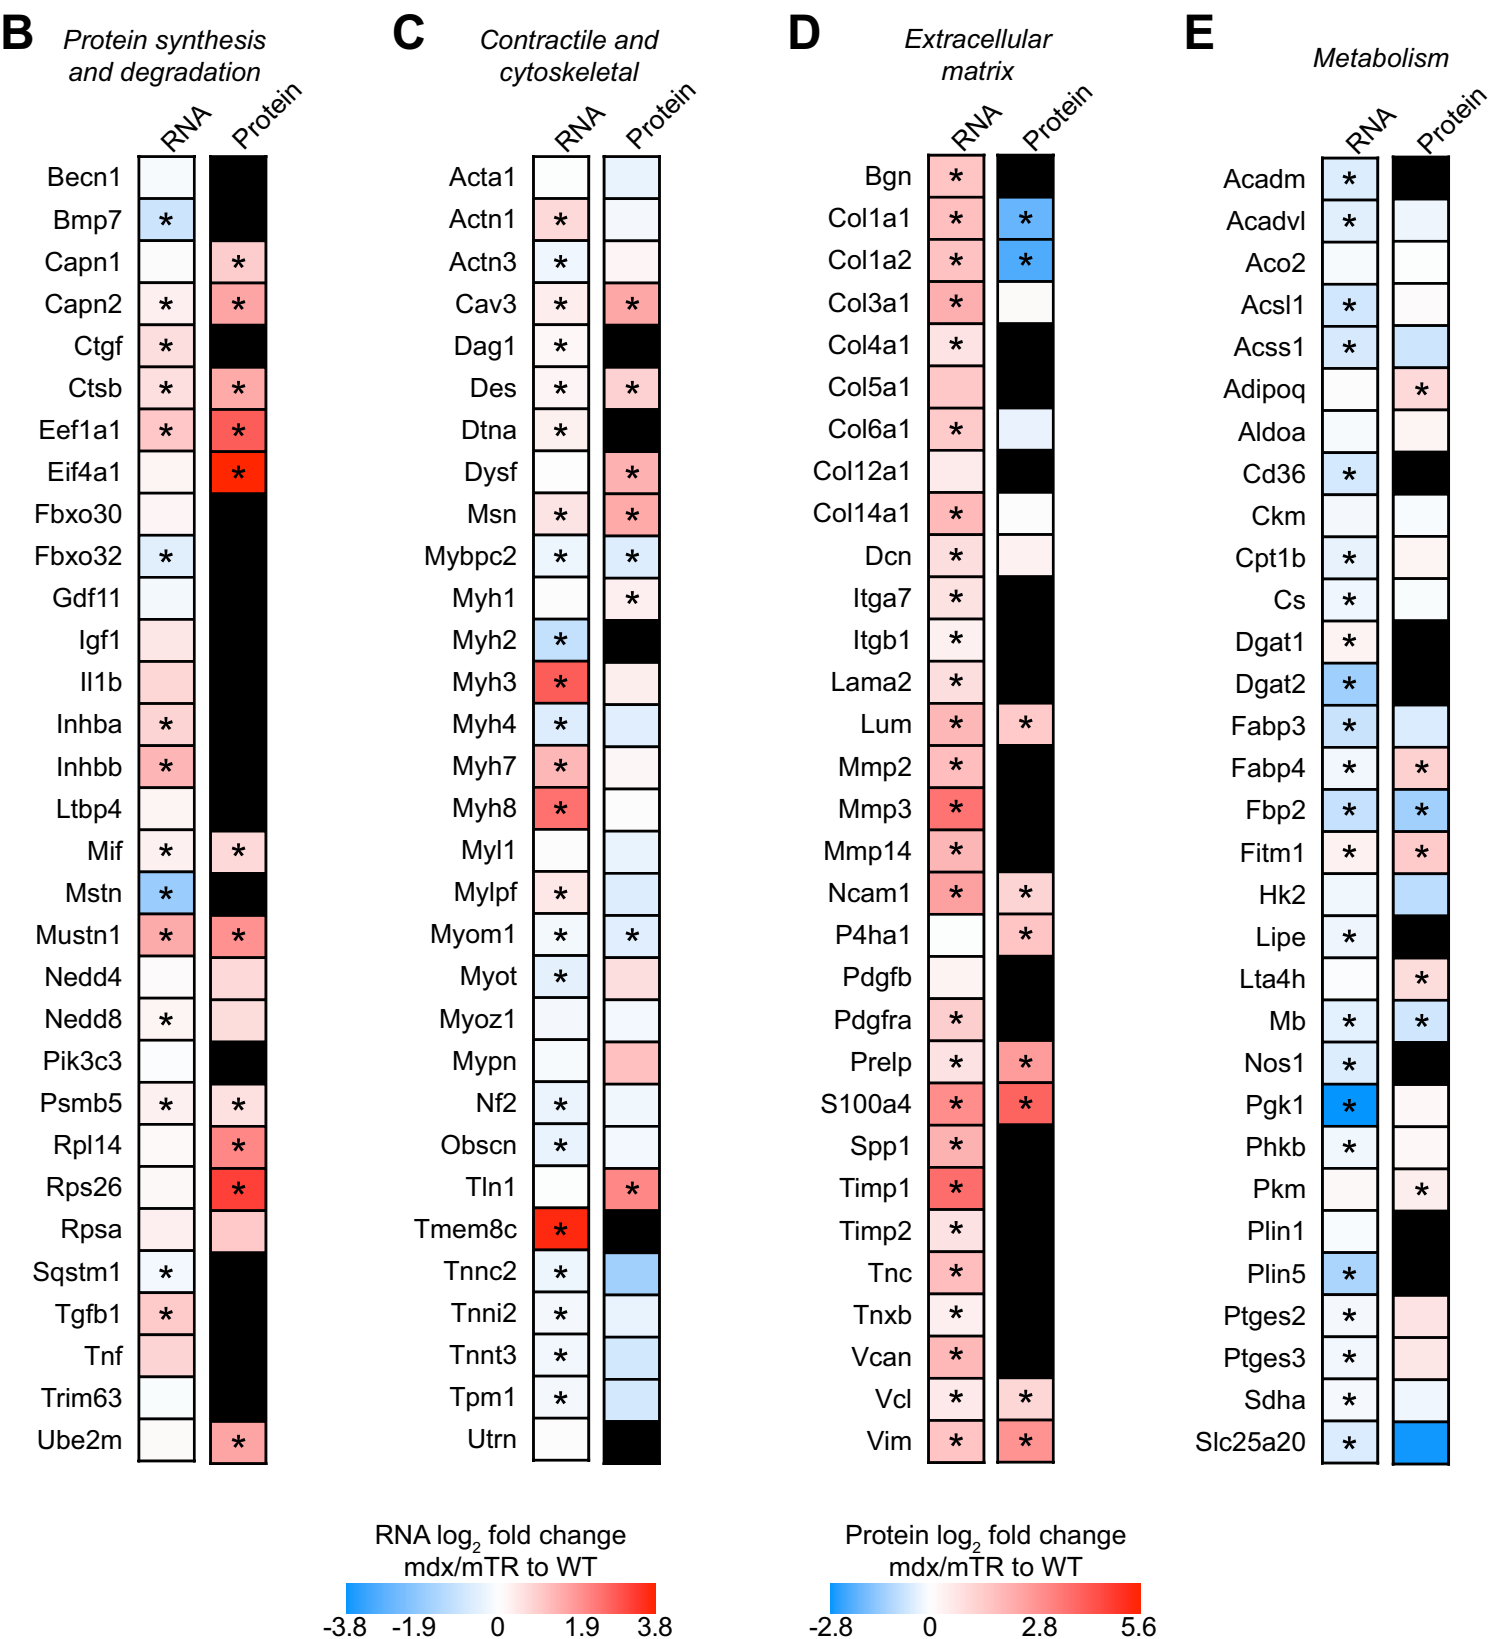 B
Protein synthesis
and degradation
RNA
Protein
Becn1
Bmp7 *
Capn1 *
Capn2 * *
Ctgf *
Ctsb * *
Eef1a1 * *
Eif4a1 *
Fbxo30
Fbxo32 *
Gdf11
Igf1
Il1b
Inhba *
Inhbb *
Ltbp4
Mif * *
Mstn *
Mustn1 * *
Nedd4
Nedd8 *
Pik3c3
Psmb5 * *
Rpl14 *
Rps26 *
Rpsa
Sqstm1 *
Tgfb1 *
Tnf
Trim63
Ube2m *
C
Contractile and
cytoskeletal
RNA
Protein
Acta1
Actn1 *
Actn3 *
Cav3 * *
Dag1 *
Des * *
Dtna *
Dysf *
Msn * *
Mybpc2 * *
Myh1 *
Myh2 *
Myh3 *
Myh4 *
Myh7 *
Myh8 *
Myl1
Mylpf *
Myom1 * *
Myot *
Myoz1
Mypn
Nf2 *
Obscn *
Tln1 *
Tmem8c *
Tnnc2 *
Tnni2 *
Tnnt3 *
Tpm1 *
Utrn
D
Extracellular
matrix
RNA
Protein
Bgn *
Col1a1 * *
Col1a2 * *
Col3a1 *
Col4a1 *
Col5a1
Col6a1 *
Col12a1
Col14a1 *
Dcn *
Itga7 *
Itgb1 *
Lama2 *
Lum * *
Mmp2 *
Mmp3 *
Mmp14 *
Ncam1 * *
P4ha1 *
Pdgfb
Pdgfra *
Prelp * *
S100a4 * *
Spp1 *
Timp1 *
Timp2 *
Tnc *
Tnxb *
Vcan *
Vcl * *
Vim * *
E
Metabolism
RNA
Protein
Acadm *
Acadvl *
Aco2
Acsl1 *
Acss1 *
Adipoq *
Aldoa
Cd36 *
Ckm
Cpt1b *
Cs *
Dgat1 *
Dgat2 *
Fabp3 *
Fabp4 * *
Fbp2 * *
Fitm1 * *
Hk2
Lipe *
Lta4h *
Mb * *
Nos1 *
Pgk1 *
Phkb *
Pkm *
Plin1
Plin5 *
Ptges2 *
Ptges3 *
Sdha *
Slc25a20 *
RNA log2 fold change
mdx/mTR to WT
-3.8 -1.9 0 1.9 3.8
Protein log2 fold change
mdx/mTR to WT
-2.8 0 2.8 5.6